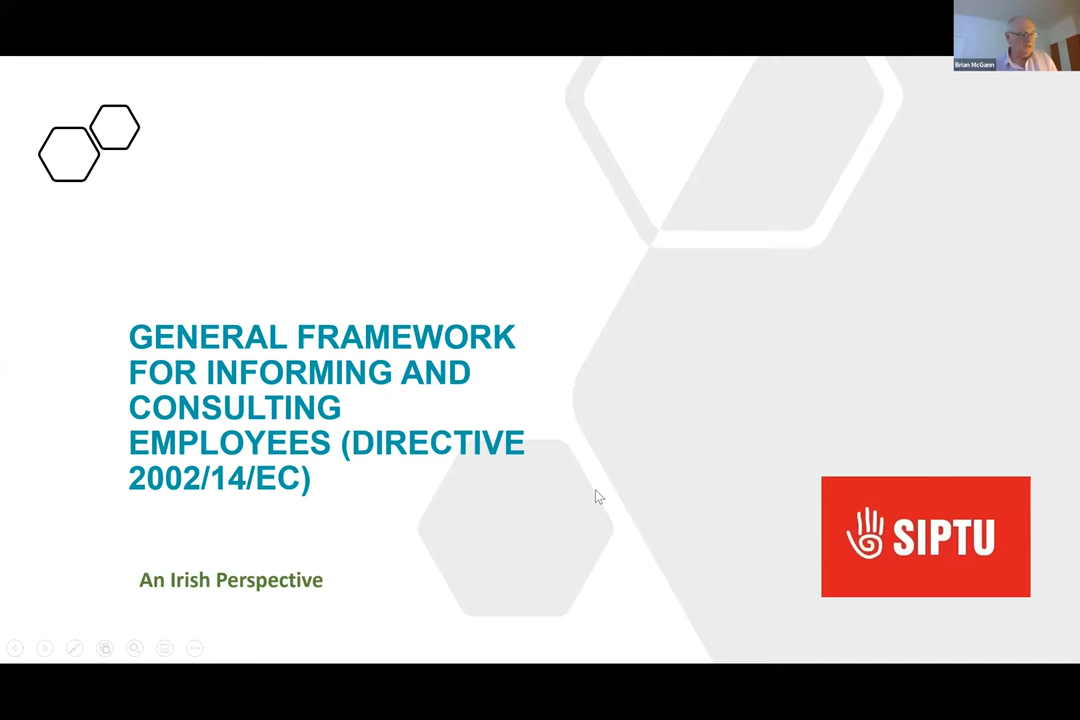 Brian McGann
GENERAL FRAMEWORK
FOR INFORMING AND
CONSULTING
EMPLOYEES (DIRECTIVE
2002/14/EC)
SIPTU
An Irish Perspective